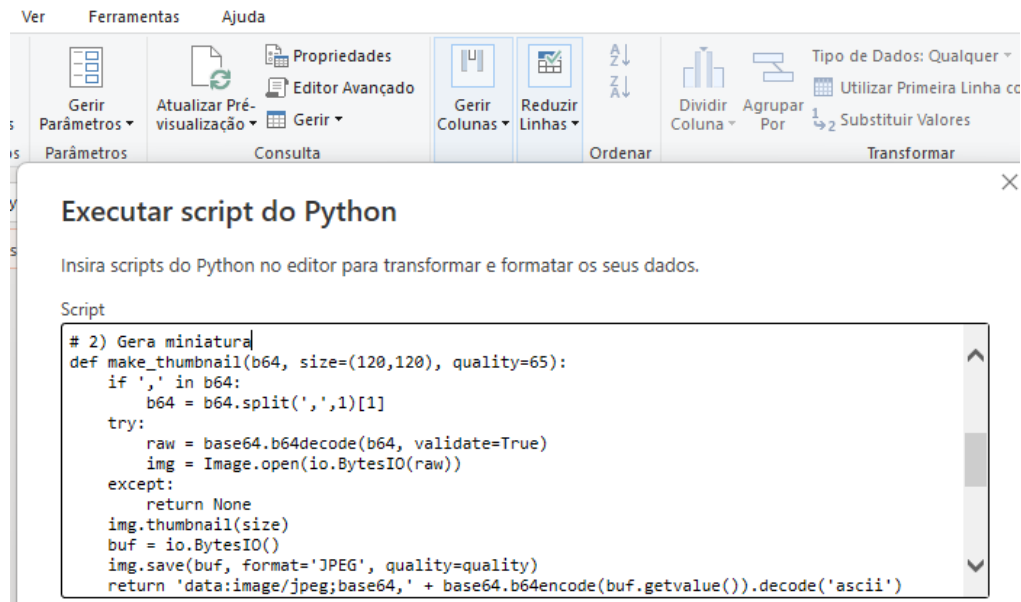 Ver Ferramentas Ajuda
Propriedades
Editor Avançado
Gerir
Gerir
Parâmetros
Atualizar Pré-
visualização
Gerir
Colunas
Reduzir
Linhas
Dividir
Coluna
Agrupar
Por
Tipo de Dados: Qualquer
Utilizar Primeira Linha co
Substituir Valores
Parâmetros Consulta Ordenar Transformar
Executar script do Python
Insira scripts do Python no editor para transformar e formatar os seus dados.
Script
# 2) Gera miniatura
def make_thumbnail(b64, size=(120,120), quality=65):
    if ',' in b64:
        b64 = b64.split(',',1)[1]
    try:
        raw = base64.b64decode(b64, validate=True)
        img = Image.open(io.BytesIO(raw))
    except:
        return None
    img.thumbnail(size)
    buf = io.BytesIO()
    img.save(buf, format='JPEG', quality=quality)
    return 'data:image/jpeg;base64,' + base64.b64encode(buf.getvalue()).decode('ascii')